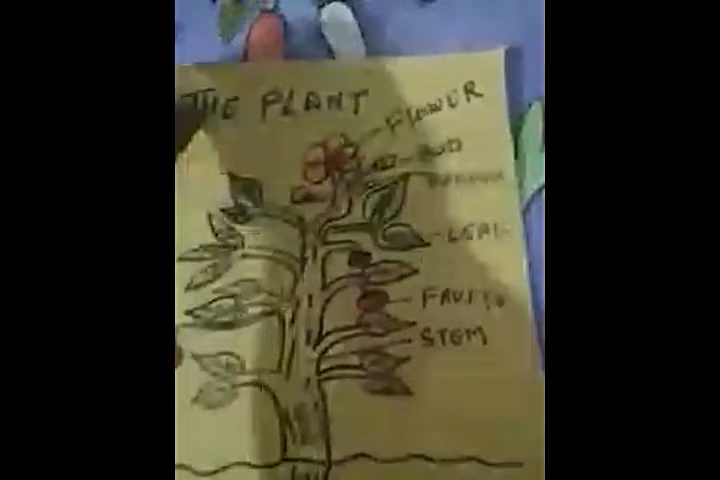 THE PLANT
FLOWER
BUD
LEAF
FRUITS
STEM